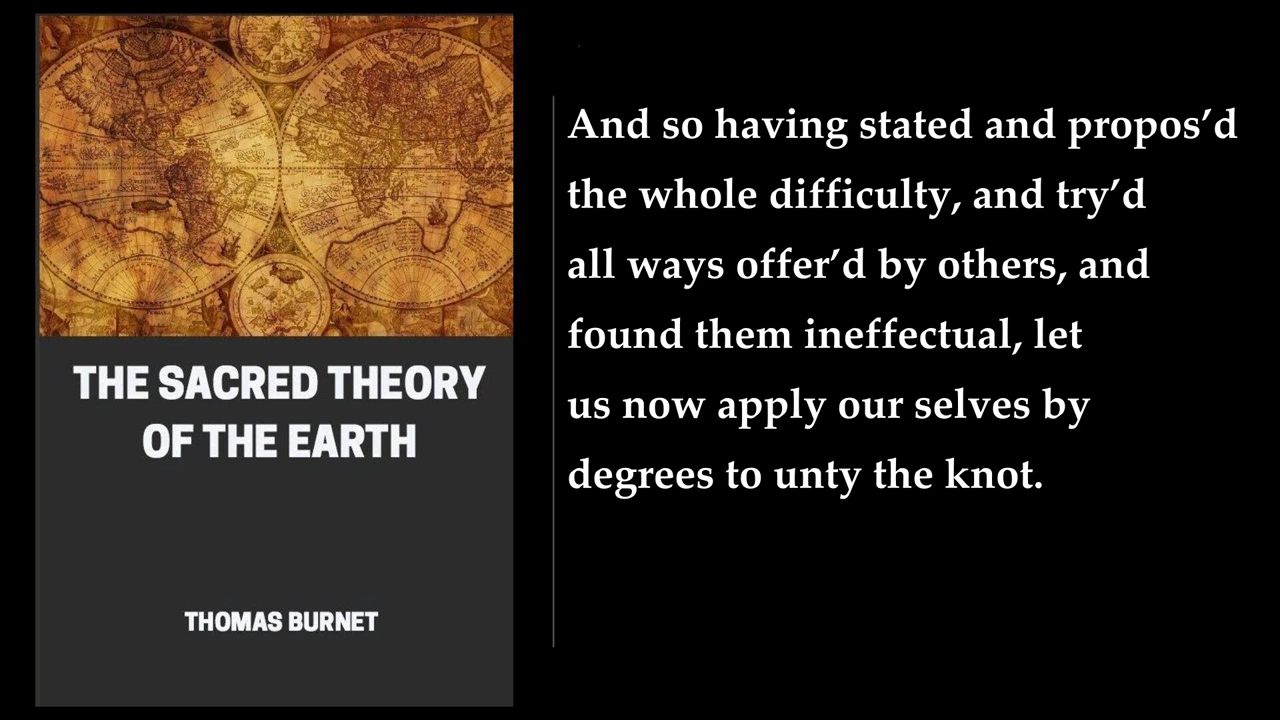 THE SACRED THEORY
OF THE EARTH
THOMAS BURNET
And so having stated and propos’d
the whole difficulty, and try’d
all ways offer’d by others, and
found them ineffectual, let
us now apply our selves by
degrees to unty the knot.